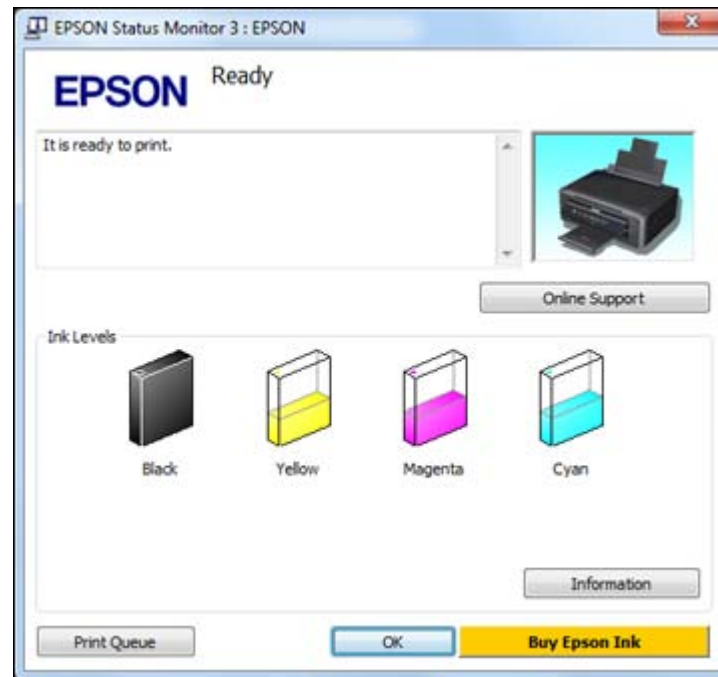 EPSON Status Monitor 3 : EPSON
EPSON
Ready
It is ready to print.
Online Support
Ink Levels
Black
Yellow
Magenta
Cyan
Information
Print Queue
OK
Buy Epson Ink